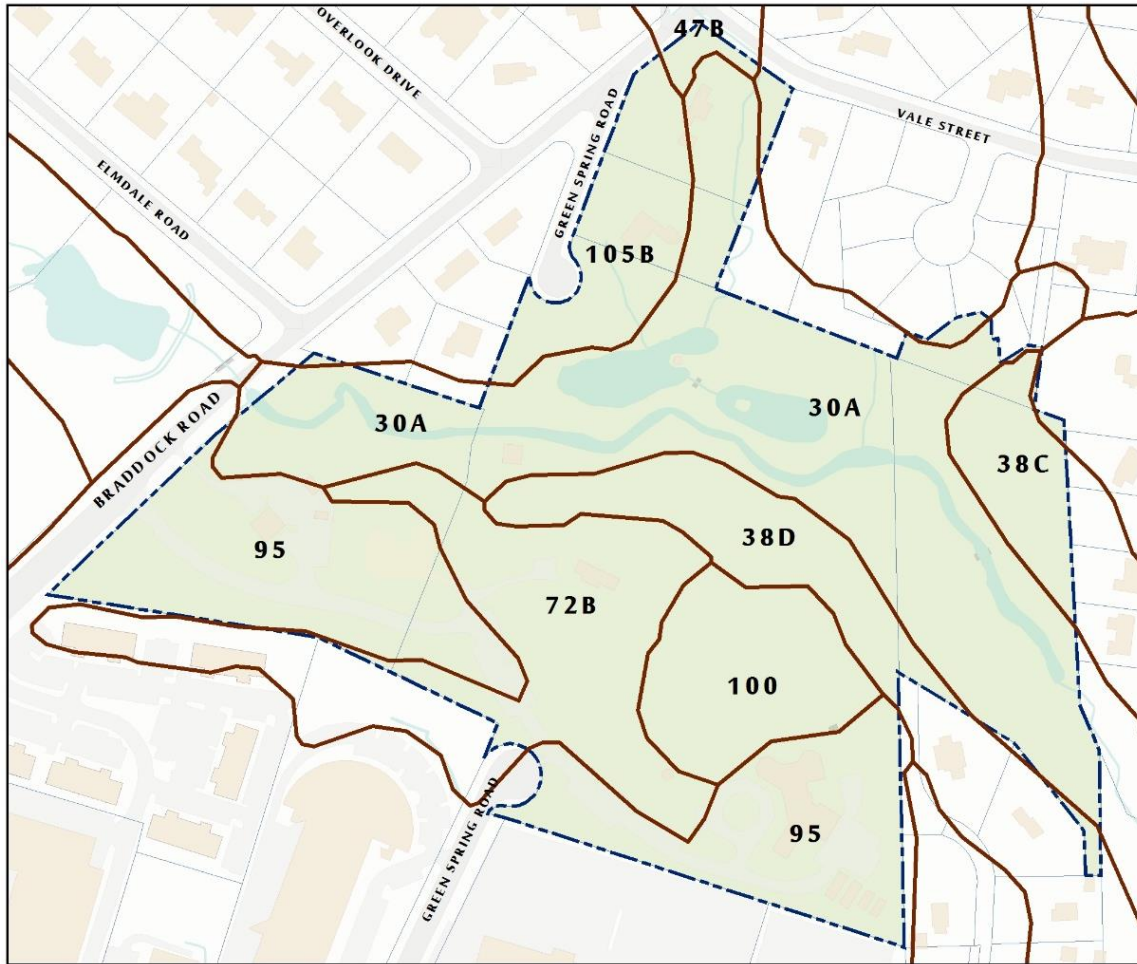 OVERLOOK DRIVE
47B
VALE STREET
ELMDALE ROAD
GREEN SPRING ROAD
105B
BRADDOCK ROAD
30A
30A
38C
95
38D
72B
100
GREEN SPRING ROAD
95